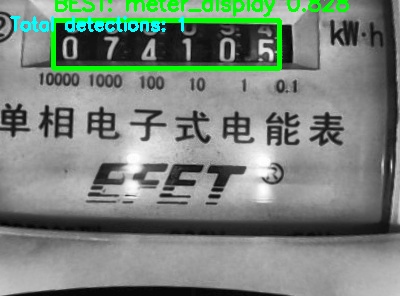 BEST: meter_display 0.828
Total detections: 1
074105
kW·h
10000 1000 100 10 1 0.1
单相电子式电能表
EFET ®